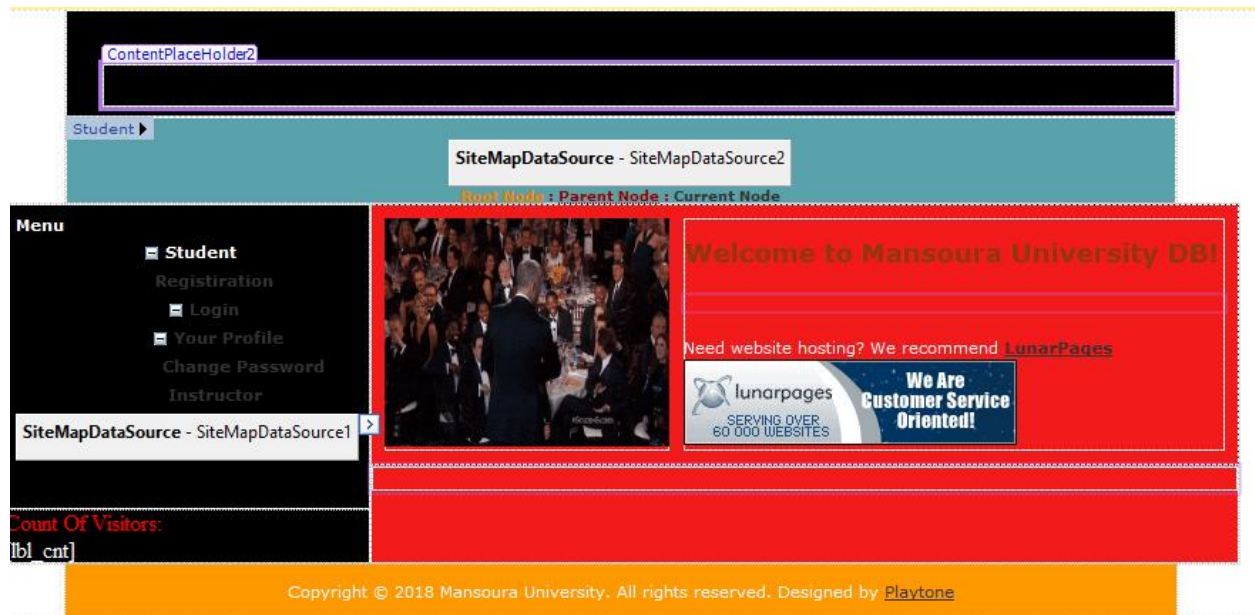 ContentPlaceHolder2
Student
SiteMapDataSource - SiteMapDataSource2
Root Node : Parent Node : Current Node
Menu
Student
Registiration
Login
Your Profile
Change Password
Instructor
SiteMapDataSource - SiteMapDataSource1
Count Of Visitors:
[lbl_cnt]
Welcome to Mansoura University DB!
Need website hosting? We recommend LunarPages
lunarpages
SERVING OVER
60 000 WEBSITES
We Are
Customer Service
Oriented!
Copyright © 2018 Mansoura University. All rights reserved. Designed by Playtone